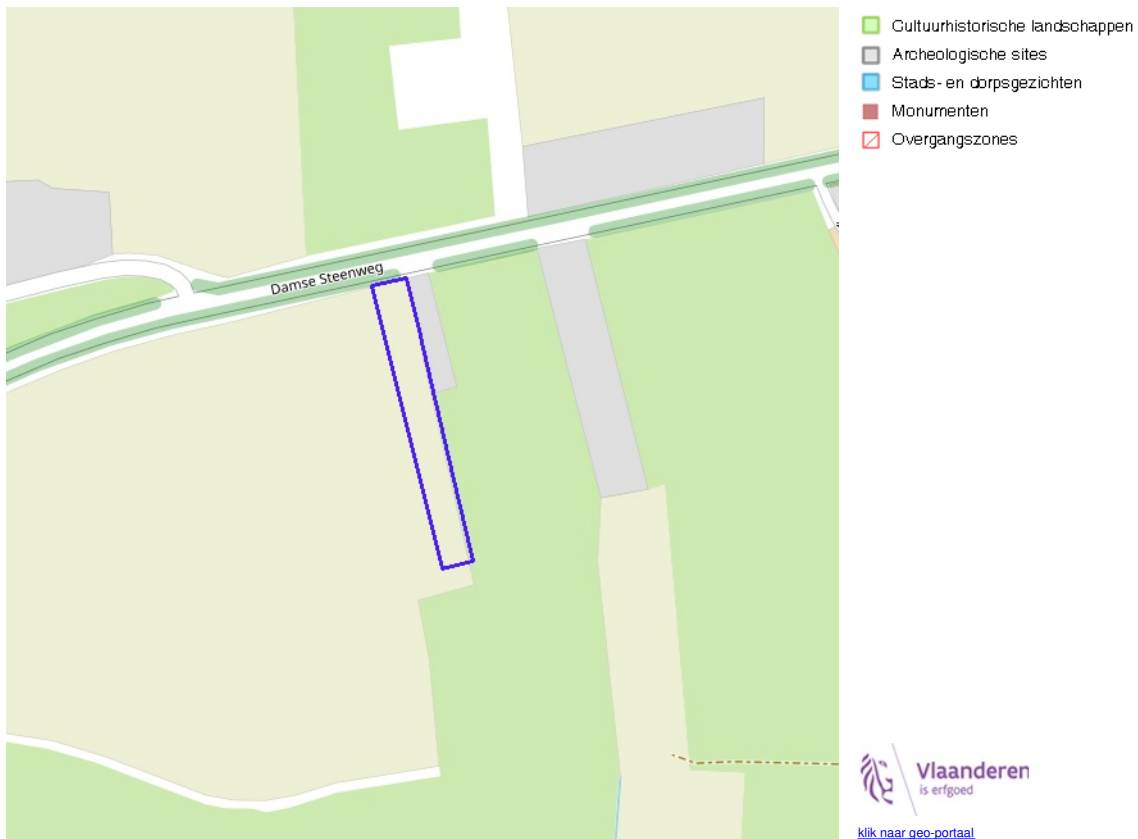 Cultuurhistorische landschappen
Archeologische sites
Stads- en dorpsgezichten
Monumenten
Overgangszones
Damse Steenweg
Vlaanderen
is erfgoed
klik naar geo-portaal